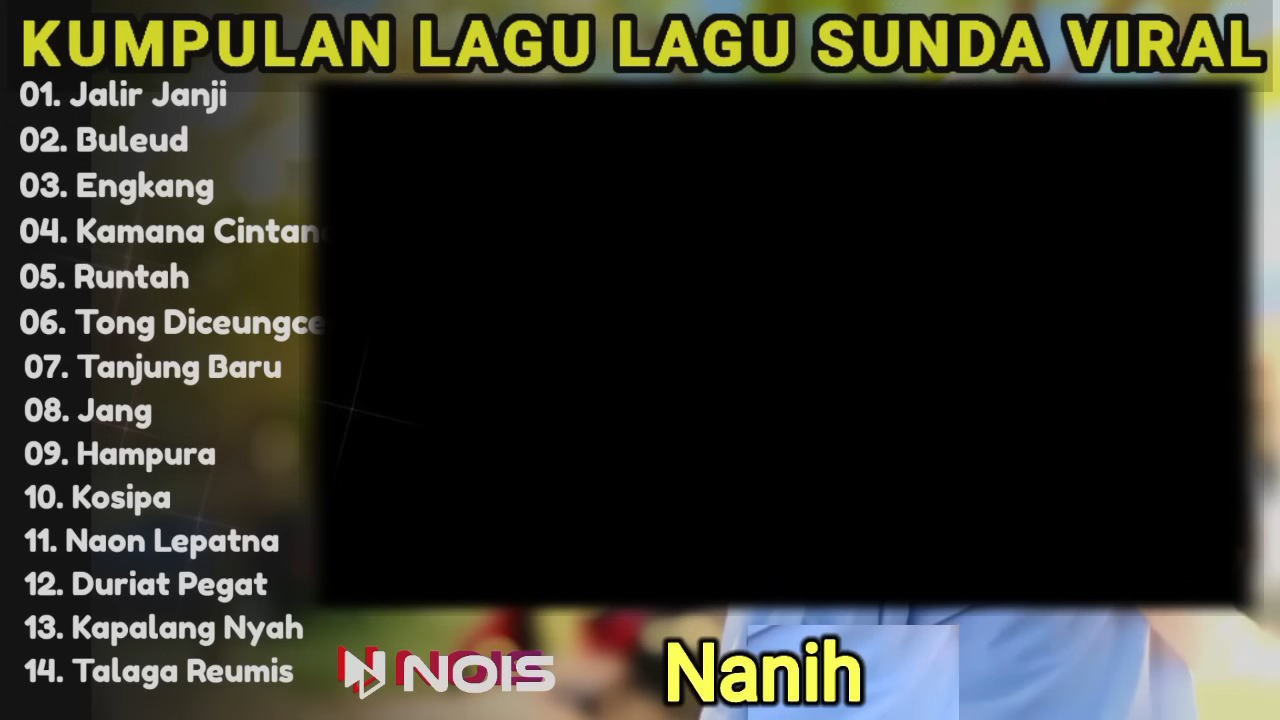 KUMPULAN LAGU LAGU SUNDA VIRAL
01. Jalir Janji
02. Buleud
03. Engkang
04. Kamana
05. Runtah
06. Tong
07. Tanjung Baru
08. Jang
09. Hampura
10. Kosipa
11. Naon Lepatna
12. Duriat Pegat
13. Kapalang Nyah
14. Talaga Reumis
NOIS
Nanih